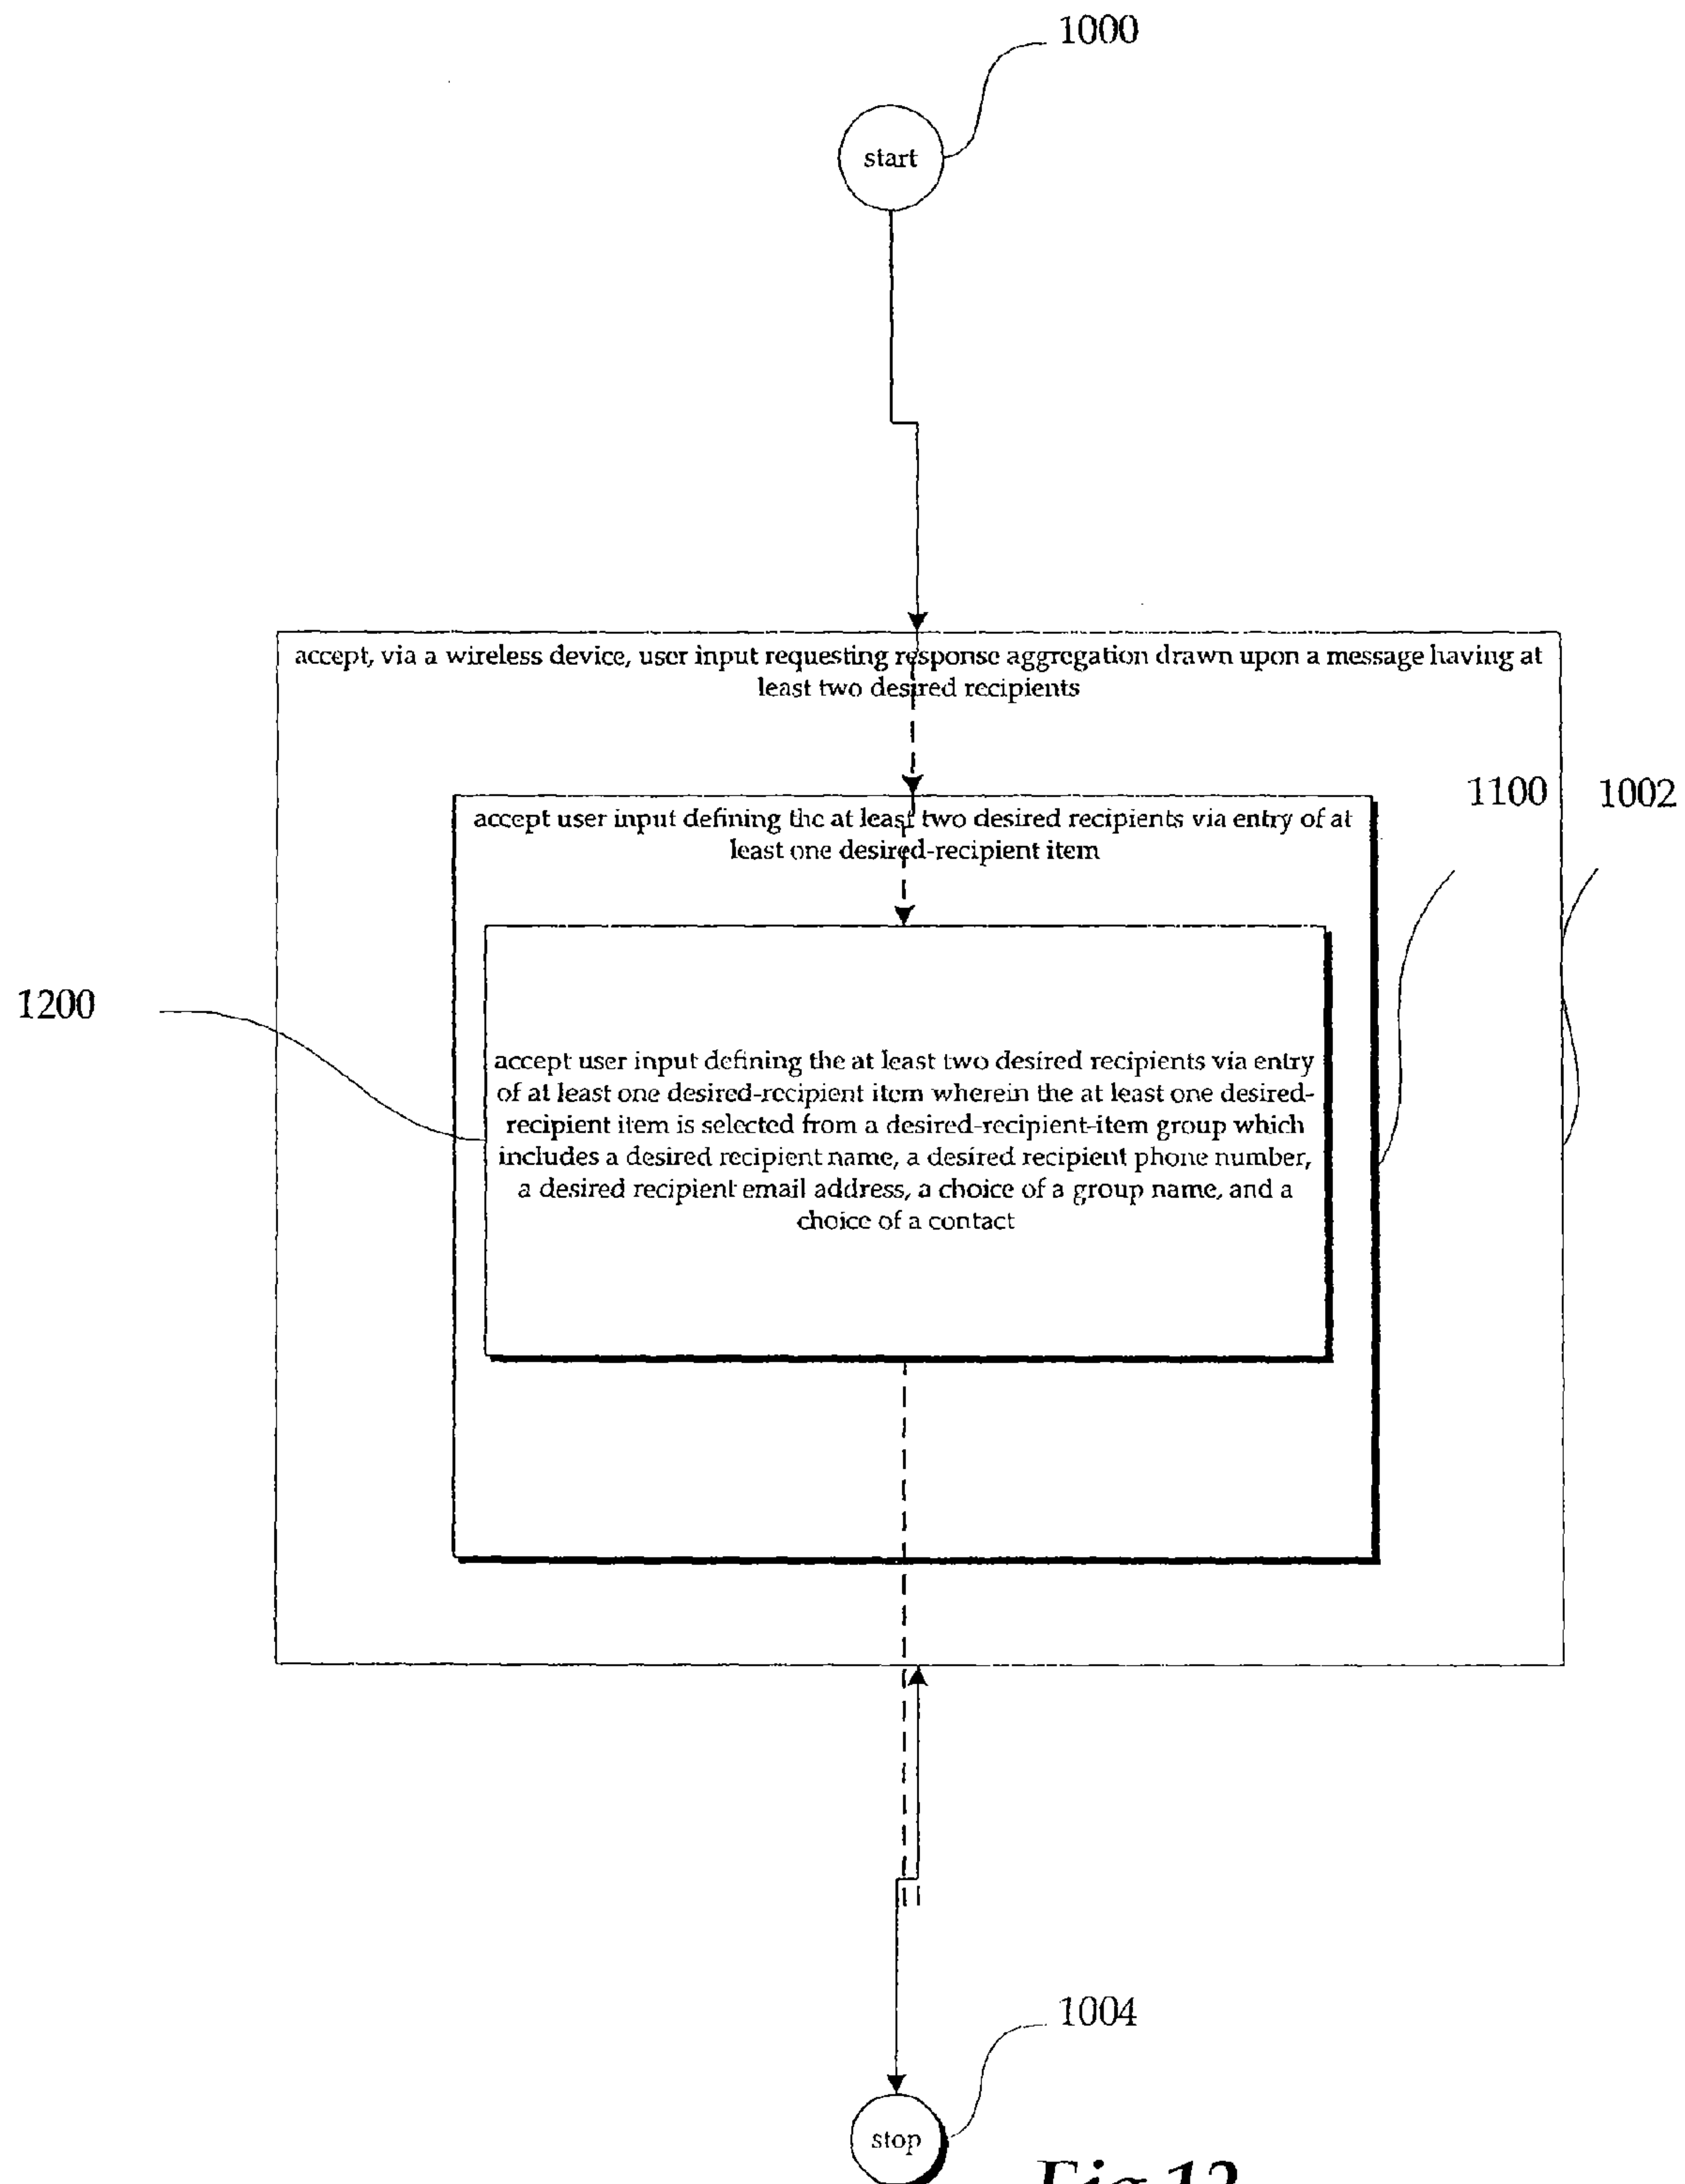 1000
start
accept, via a wireless device, user input requesting response aggregation drawn upon a message having at
least two desired recipients
1100
1002
accept user input defining the at least two desired recipients via entry of at
least one desired-recipient item
1200
accept user input defining the at least two desired recipients via entry
of at least one desired-recipient item wherein the at least one desired-
recipient item is selected from a desired-recipient-item group which
includes a desired recipient name, a desired recipient phone number,
a desired recipient email address, a choice of a group name, and a
choice of a contact
1004
stop
Fig 12